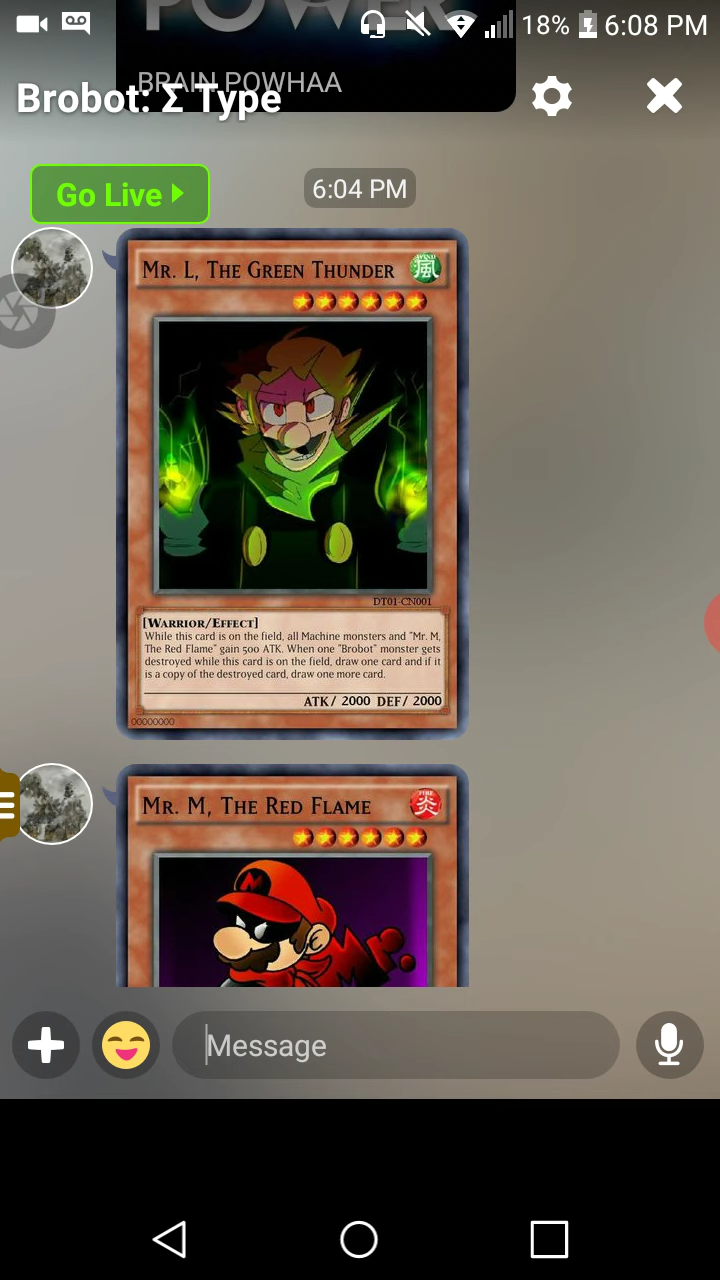 POWER
18% 6:08 PM
BRAIN POWHAA
Brobot: Σ Type
Go Live
6:04 PM
Mr. L, The Green Thunder
WIND
風
DT01-CN001
[Warrior/Effect]
While this card is on the field, all Machine monsters and "Mr. M,
The Red Flame" gain 500 ATK. When one "Brobot" monster gets
destroyed while this card is on the field, draw one card and if it
is a copy of the destroyed card, draw one more card.
ATK/ 2000 DEF/ 2000
00000000
Mr. M, The Red Flame
FIRE
炎
M
Mr.
Message